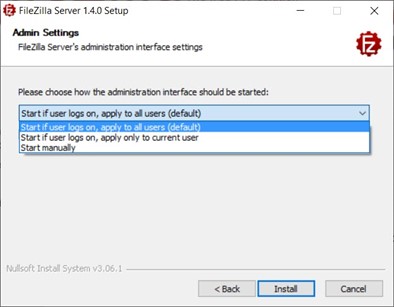 FileZilla Server 1.4.0 Setup
Admin Settings
FileZilla Server's administration interface settings
Please choose how the administration interface should be started:
Start if user logs on, apply to all users (default)
Start if user logs on, apply to all users (default)
Start if user logs on, apply only to current user
Start manually
Nullsoft Install System v3.06.1
< Back Install Cancel